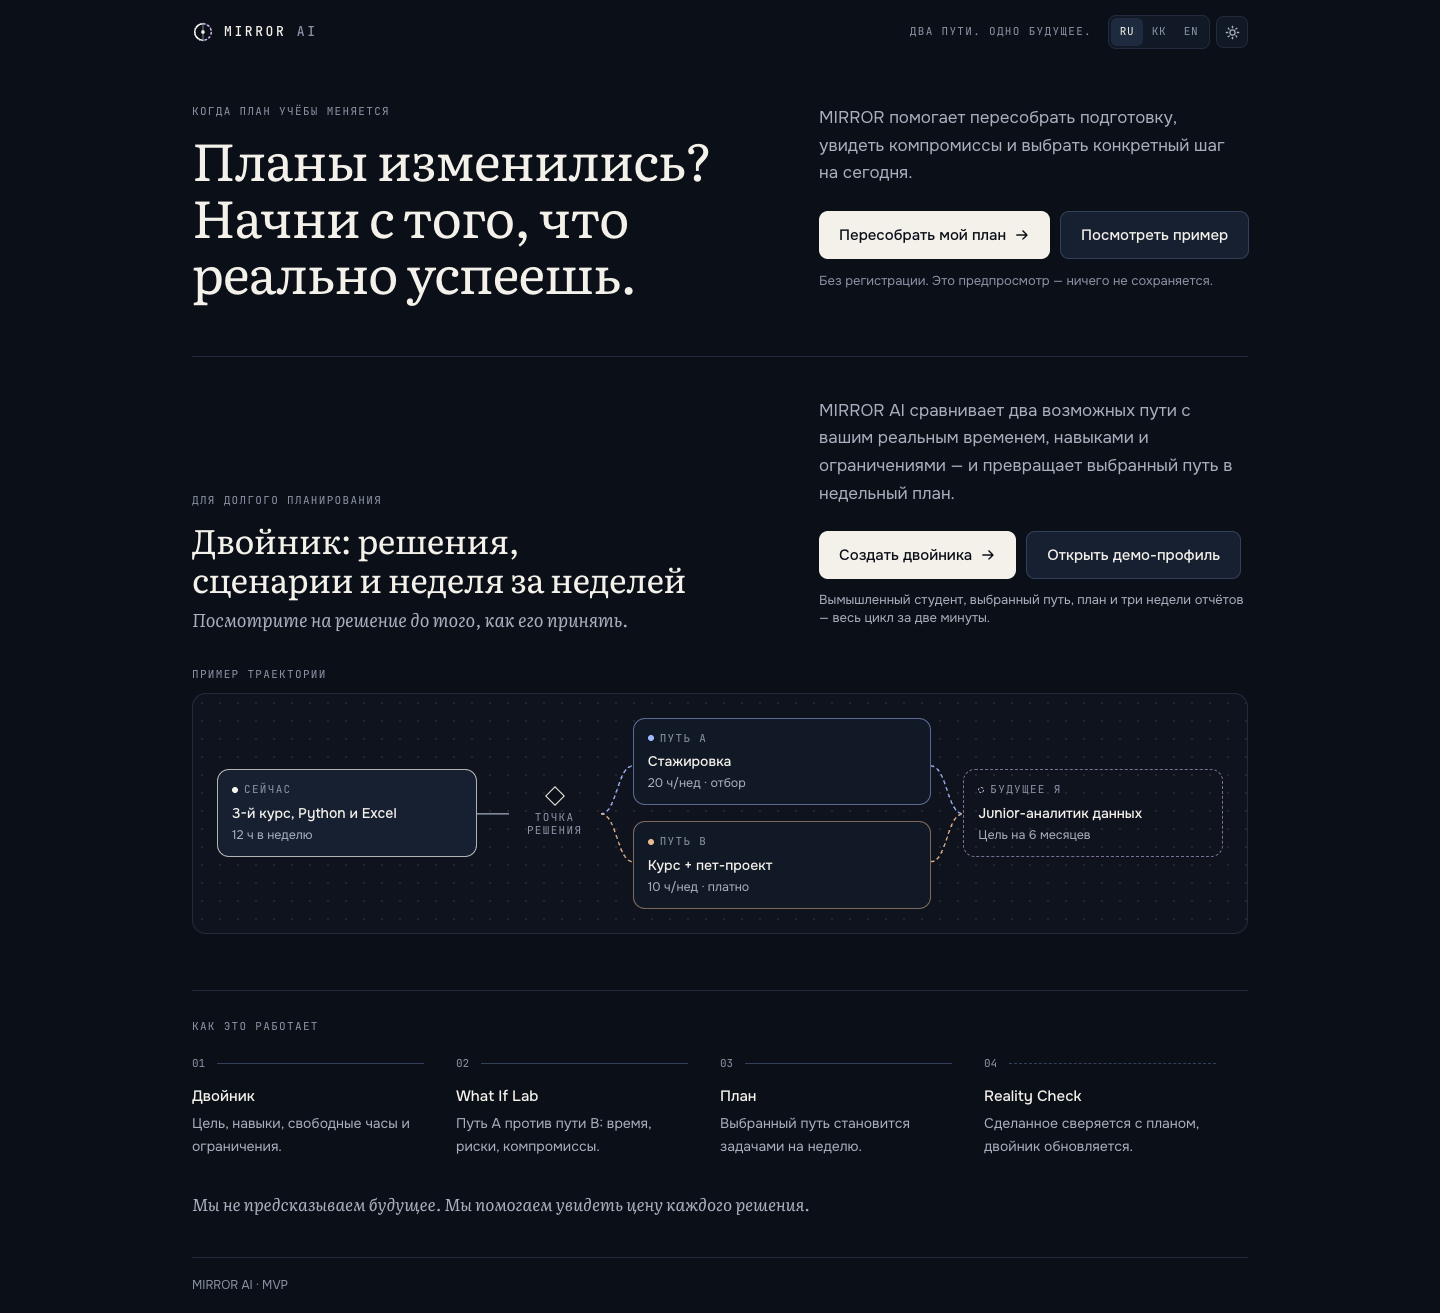 MIRROR AI
ДВА ПУТИ. ОДНО БУДУЩЕЕ.
RU KK EN
КОГДА ПЛАН УЧЁБЫ МЕНЯЕТСЯ
Планы изменились?
Начни с того, что
реально успеешь.
MIRROR помогает пересобрать подготовку,
увидеть компромиссы и выбрать конкретный шаг
на сегодня.
Пересобрать мой план →
Посмотреть пример
Без регистрации. Это предпросмотр — ничего не сохраняется.
ДЛЯ ДОЛГОГО ПЛАНИРОВАНИЯ
Двойник: решения,
сценарии и неделя за неделей
Посмотрите на решение до того, как его принять.
MIRROR AI сравнивает два возможных пути с
вашим реальным временем, навыками и
ограничениями — и превращает выбранный путь в
недельный план.
Создать двойника →
Открыть демо-профиль
Вымышленный студент, выбранный путь, план и три недели отчётов
— весь цикл за две минуты.
ПРИМЕР ТРАЕКТОРИИ
СЕЙЧАС
3-й курс, Python и Excel
12 ч в неделю
ТОЧКА
РЕШЕНИЯ
ПУТЬ A
Стажировка
20 ч/нед · отбор
ПУТЬ B
Курс + пет-проект
10 ч/нед · платно
БУДУЩЕЕ Я
Junior-аналитик данных
Цель на 6 месяцев
КАК ЭТО РАБОТАЕТ
01
Двойник
Цель, навыки, свободные часы и
ограничения.
02
What If Lab
Путь A против пути B: время,
риски, компромиссы.
03
План
Выбранный путь становится
задачами на неделю.
04
Reality Check
Сделанное сверяется с планом,
двойник обновляется.
Мы не предсказываем будущее. Мы помогаем увидеть цену каждого решения.
MIRROR AI · MVP